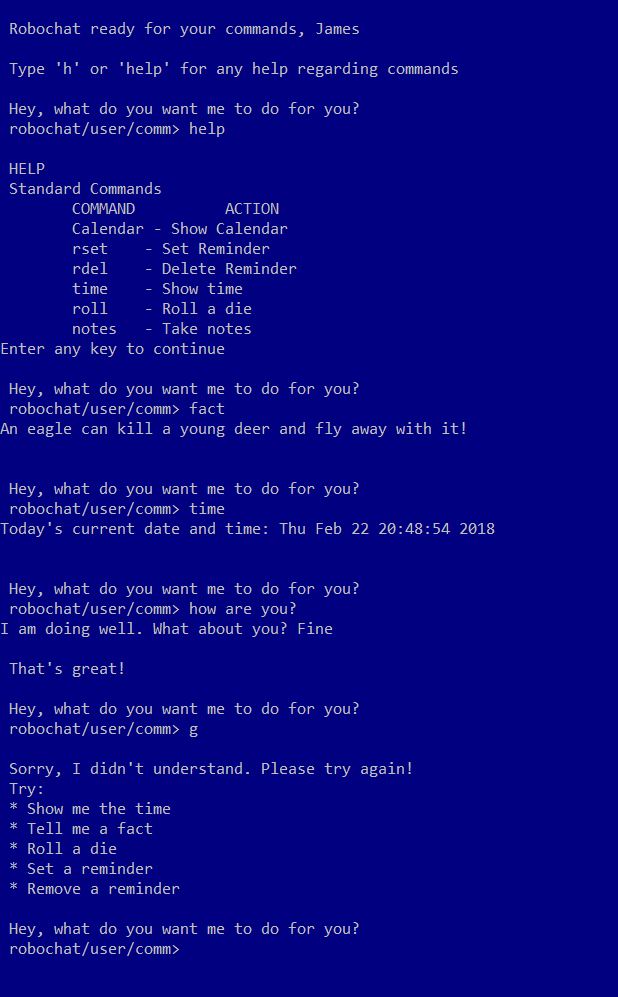 Robochat ready for your commands, James
Type 'h' or 'help' for any help regarding commands
Hey, what do you want me to do for you?
robochat/user/comm> help
HELP
Standard Commands
COMMAND ACTION
Calendar - Show Calendar
rset - Set Reminder
rdel - Delete Reminder
time - Show time
roll - Roll a die
notes - Take notes
Enter any key to continue
Hey, what do you want me to do for you?
robochat/user/comm> fact
An eagle can kill a young deer and fly away with it!
Hey, what do you want me to do for you?
robochat/user/comm> time
Today's current date and time: Thu Feb 22 20:48:54 2018
Hey, what do you want me to do for you?
robochat/user/comm> how are you?
I am doing well. What about you? Fine
That's great!
Hey, what do you want me to do for you?
robochat/user/comm> g
Sorry, I didn't understand. Please try again!
Try:
* Show me the time
* Tell me a fact
* Roll a die
* Set a reminder
* Remove a reminder
Hey, what do you want me to do for you?
robochat/user/comm>